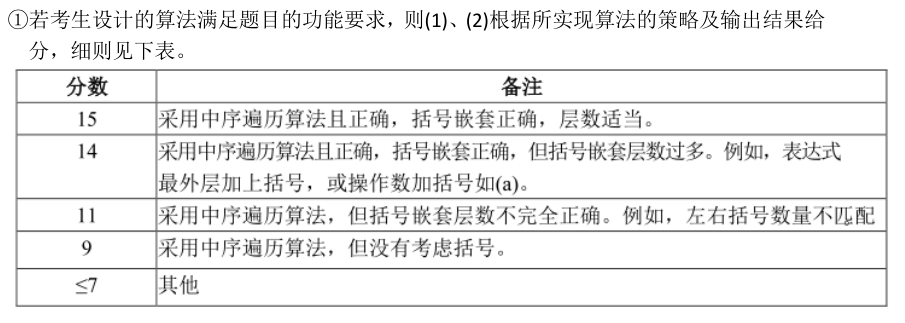 ①若考生设计的算法满足题目的功能要求，则(1)、(2)根据所实现算法的策略及输出结果给
分，细则见下表。
分数 备注
15 采用中序遍历算法且正确，括号嵌套正确，层数适当。
14 采用中序遍历算法且正确，括号嵌套正确，但括号嵌套层数过多。例如，表达式
最外层加上括号，或操作数加括号如(a)。
11 采用中序遍历算法，但括号嵌套层数不完全正确。例如，左右括号数量不匹配
9 采用中序遍历算法，但没有考虑括号。
≤7 其他